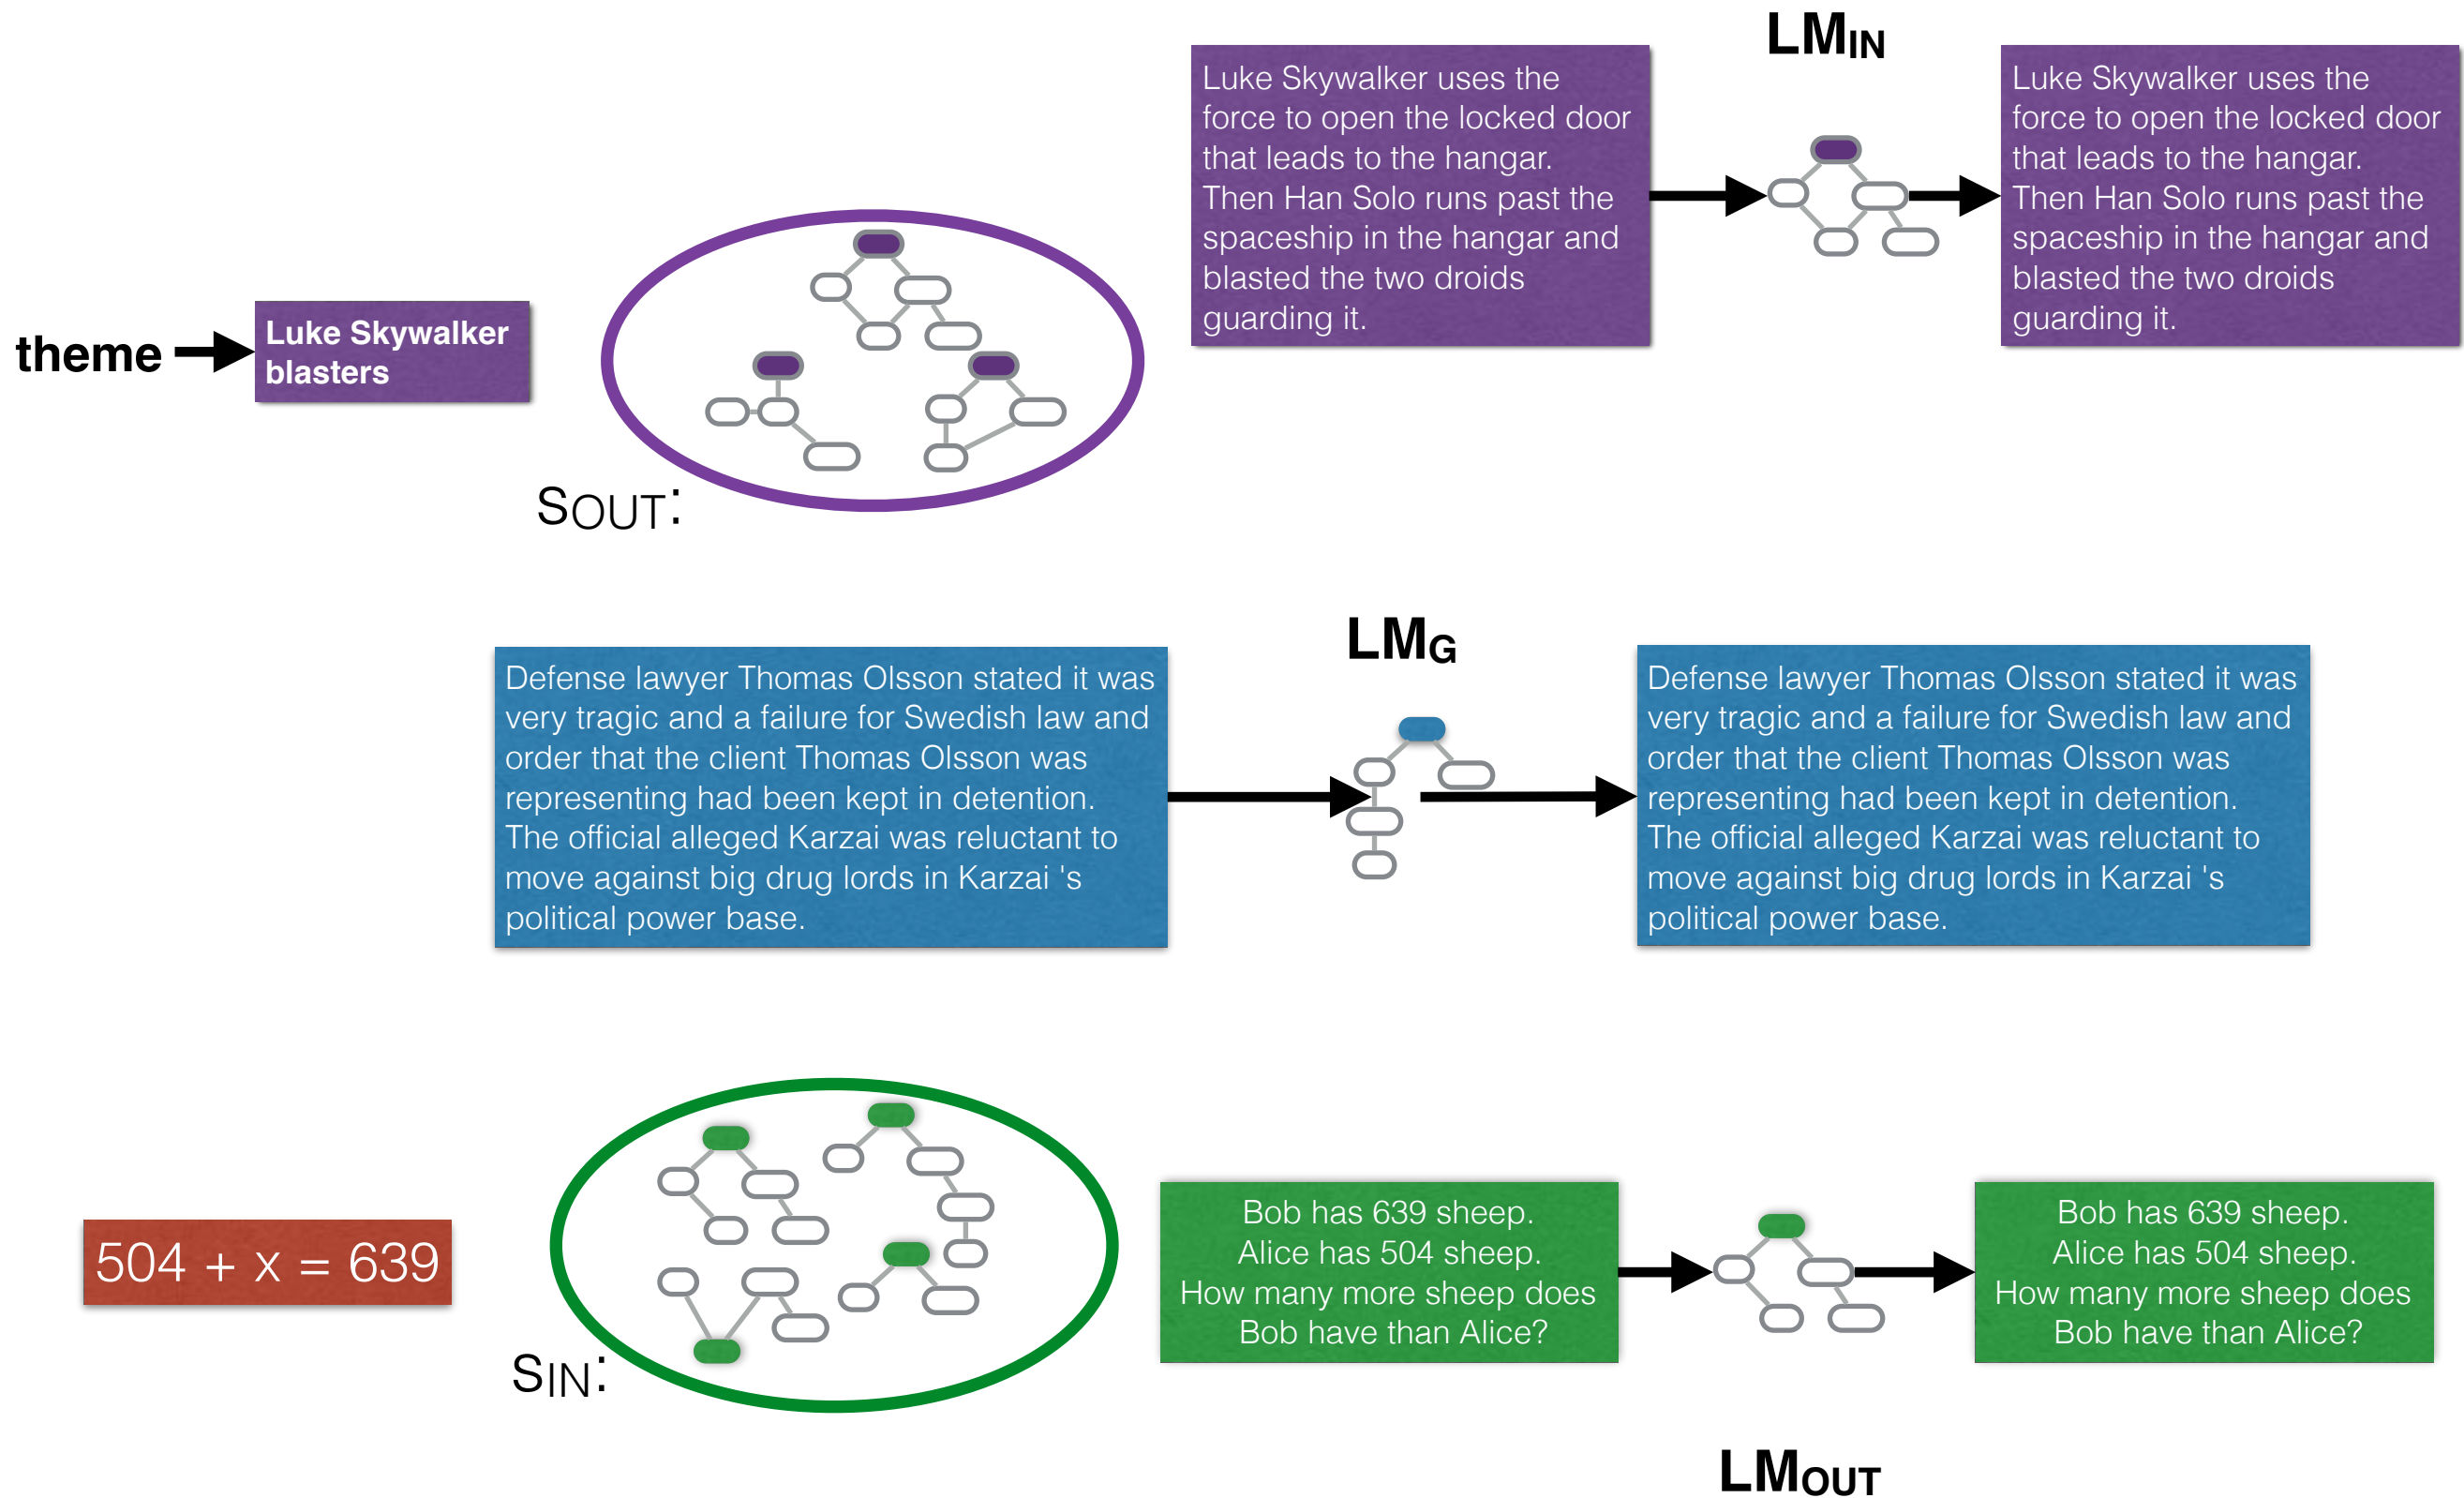 LMIN
Luke Skywalker uses the
force to open the locked door
that leads to the hangar.
Then Han Solo runs past the
spaceship in the hangar and
blasted the two droids
guarding it.
Luke Skywalker uses the
force to open the locked door
that leads to the hangar.
Then Han Solo runs past the
spaceship in the hangar and
blasted the two droids
guarding it.
theme
Luke Skywalker
blasters
SOUT:
LMG
Defense lawyer Thomas Olsson stated it was
very tragic and a failure for Swedish law and
order that the client Thomas Olsson was
representing had been kept in detention.
The official alleged Karzai was reluctant to
move against big drug lords in Karzai 's
political power base.
Defense lawyer Thomas Olsson stated it was
very tragic and a failure for Swedish law and
order that the client Thomas Olsson was
representing had been kept in detention.
The official alleged Karzai was reluctant to
move against big drug lords in Karzai 's
political power base.
504 + x = 639
SIN:
Bob has 639 sheep.
Alice has 504 sheep.
How many more sheep does
Bob have than Alice?
Bob has 639 sheep.
Alice has 504 sheep.
How many more sheep does
Bob have than Alice?
LMOUT